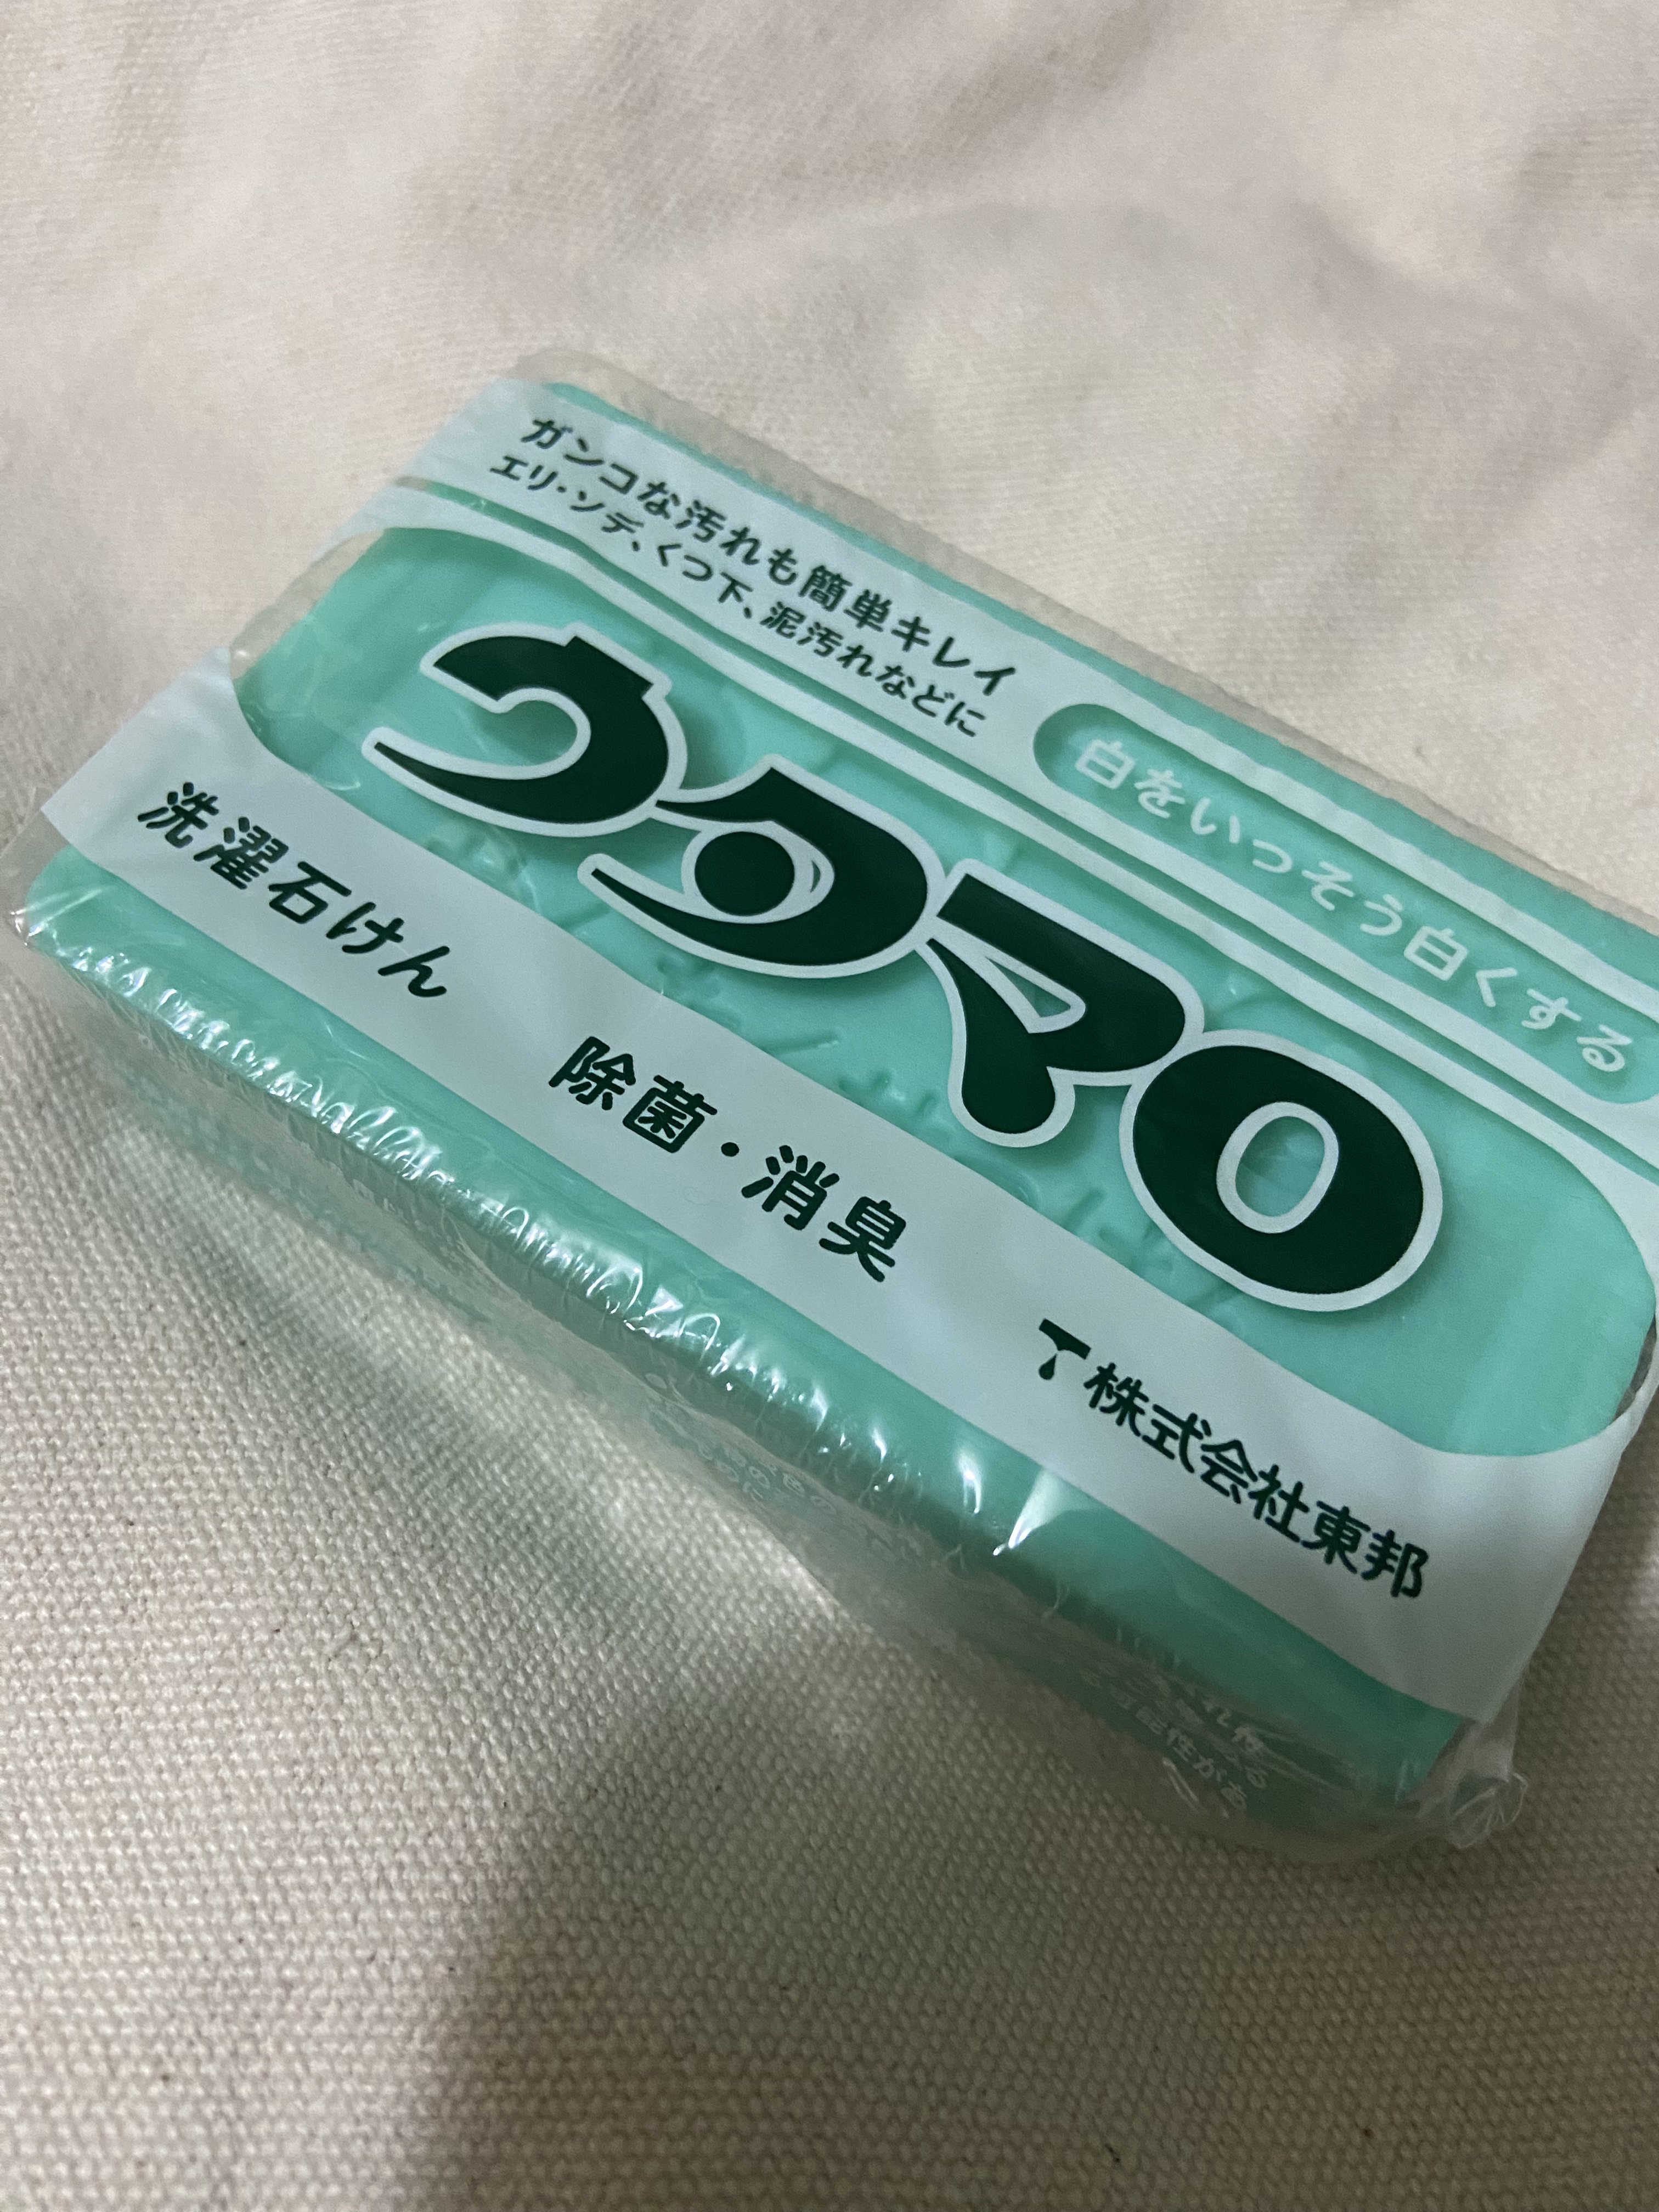 ガンコな汚れも簡単キレイ
エリ・ソデ、くつ下、泥汚れなどに
白をいっそう白くする
ウタマロ
洗濯石けん
除菌・消臭
株式会社東邦